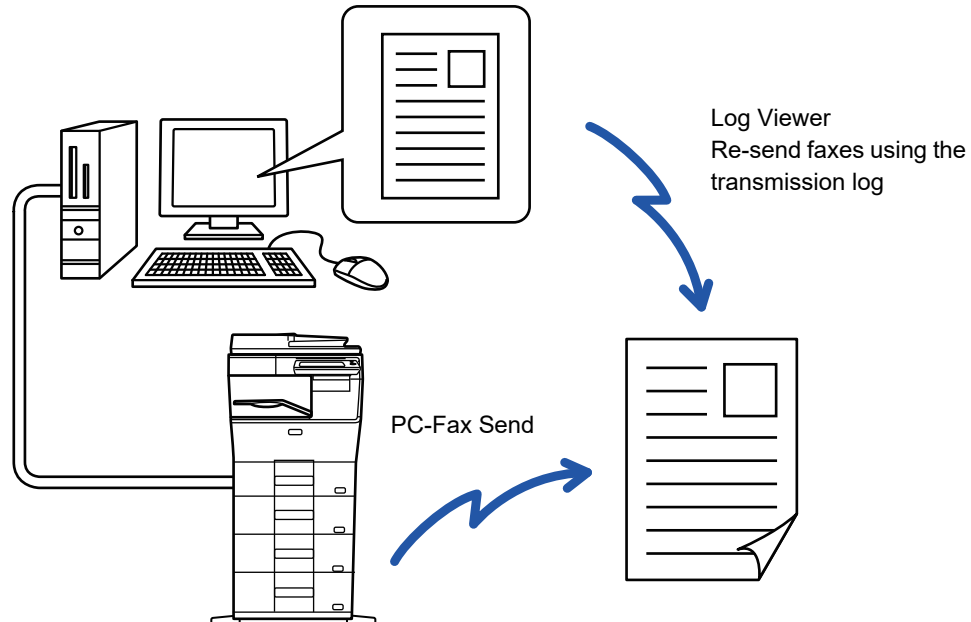 Log Viewer
Re-send faxes using the
transmission log
PC-Fax Send